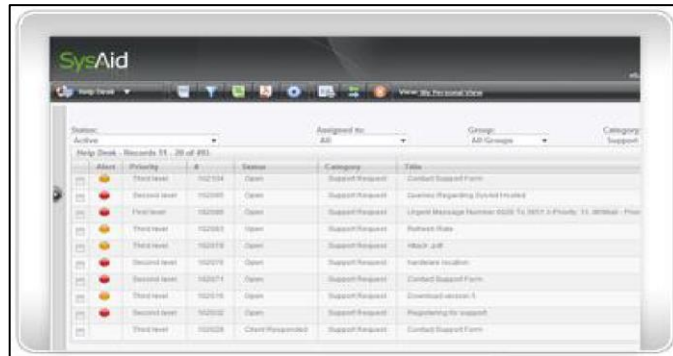 SysAid
Help Desk
View: My Personal View
Status: Assigned to: Group: Category
Active All All Groups Support
Help Desk - Records 11 - 20 of 493
Alert Priority # Status Category Title
Third level Open Support Request Contact Support Form
Second level Open Support Request Queries Regarding SysAid Hosted
First level Open Support Request Urgent Message Number
Third level Open Support Request Refresh Rate
Third level Open Support Request Attach .pdf
Second level Open Support Request hardware location
Second level Open Support Request Contact Support Form
Third level Open Support Request Download version 5
Second level Open Support Request Registering for support
Third level Client Responded Support Request Contact Support Form